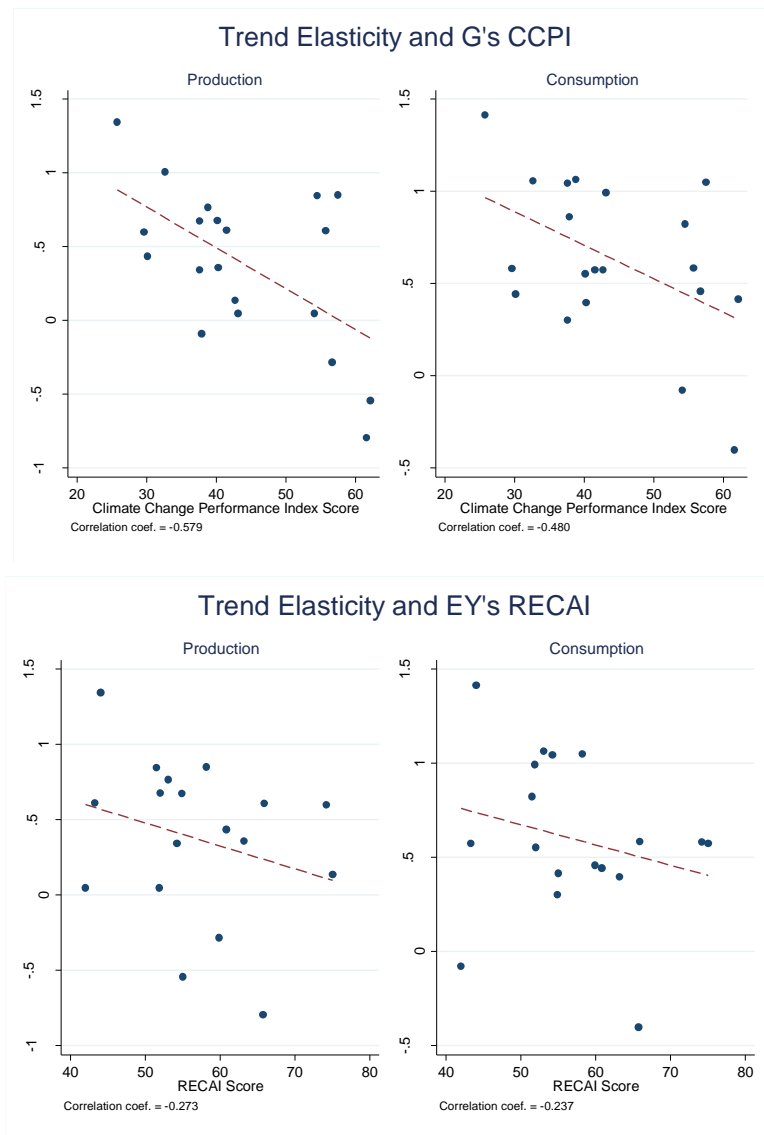 Trend Elasticity and G's CCPI
Production
Consumption
1.5
1
.5
0
-.5
-1
20 30 40 50 60
Climate Change Performance Index Score
Correlation coef. = -0.579
1.5
1
.5
0
-.5
20 30 40 50 60
Climate Change Performance Index Score
Correlation coef. = -0.480
Trend Elasticity and EY's RECAI
Production
Consumption
1.5
1
.5
0
-.5
-1
40 50 60 70 80
RECAI Score
Correlation coef. = -0.273
1.5
1
.5
0
-.5
40 50 60 70 80
RECAI Score
Correlation coef. = -0.237